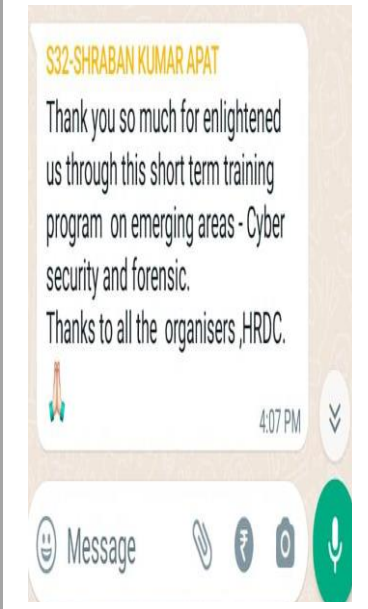 S32-SHRABAN KUMAR APAT
Thank you so much for enlightened
us through this short term training
program on emerging areas - Cyber
security and forensic.
Thanks to all the organisers ,HRDC.
🙏
4:07 PM
Message